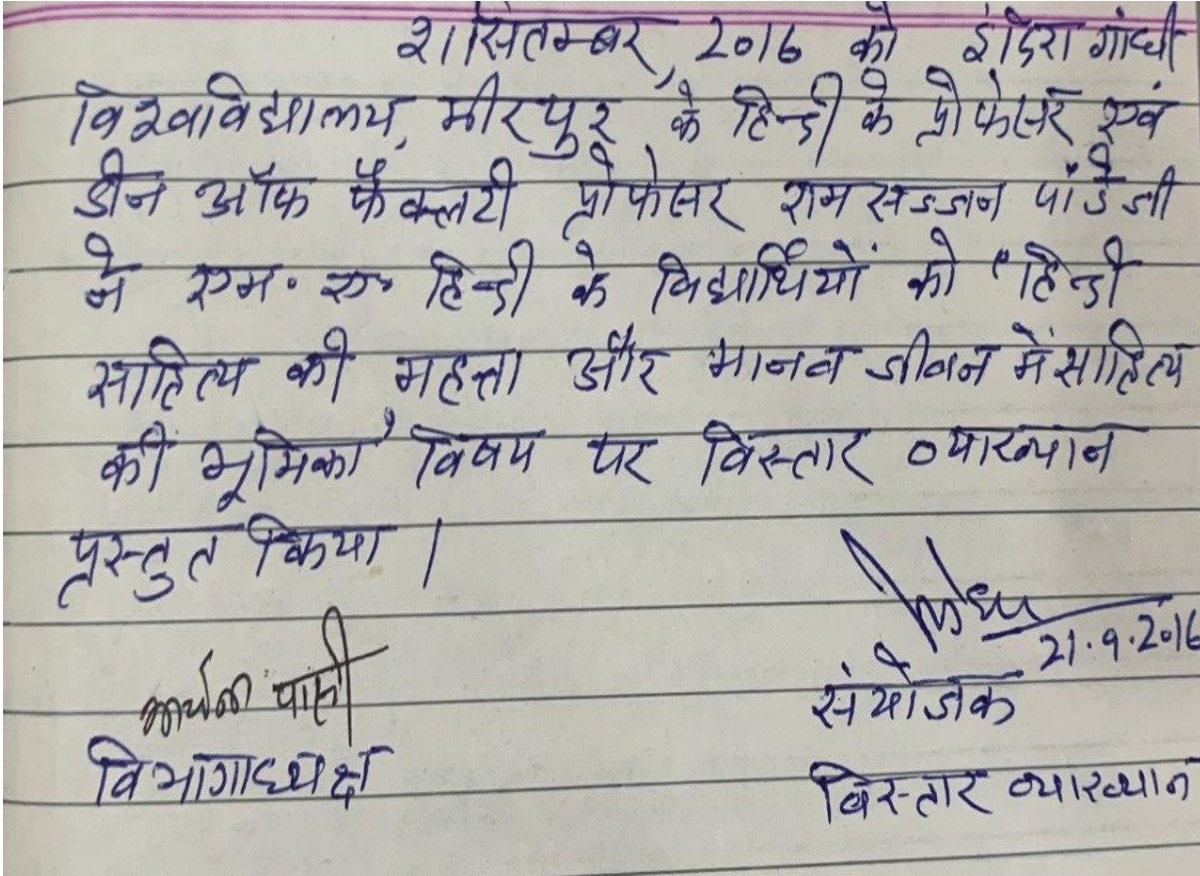 21 सितम्बर, 2016 को इंदिरा गांधी
विश्वविद्यालय, मीरपुर के हिन्दी के प्रोफेसर एवं
डीन ऑफ फैकल्टी प्रोफेसर रामसज्जन पांडे जी
ने एम॰ ए॰ हिन्दी के विद्यार्थियों को "हिन्दी
साहित्य की महत्ता और मानव जीवन में साहित्य
की भूमिका" विषय पर विस्तार व्याख्यान
प्रस्तुत किया ।
21.9.2016
संयोजक
विभागाध्यक्ष
विस्तार व्याख्यान